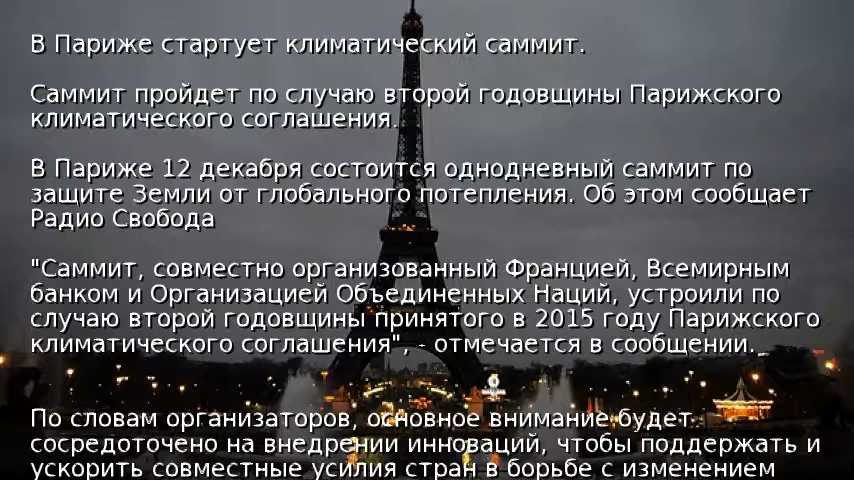 В Париже стартует климатический саммит.
Саммит пройдет по случаю второй годовщины Парижского
климатического соглашения.
В Париже 12 декабря состоится однодневный саммит по
защите Земли от глобального потепления. Об этом сообщает
Радио Свобода
"Саммит, совместно организованный Францией, Всемирным
банком и Организацией Объединенных Наций, устроили по
случаю второй годовщины принятого в 2015 году Парижского
климатического соглашения", - отмечается в сообщении.
По словам организаторов, основное внимание будет
сосредоточено на внедрении инноваций, чтобы поддержать и
ускорить совместные усилия стран в борьбе с изменением